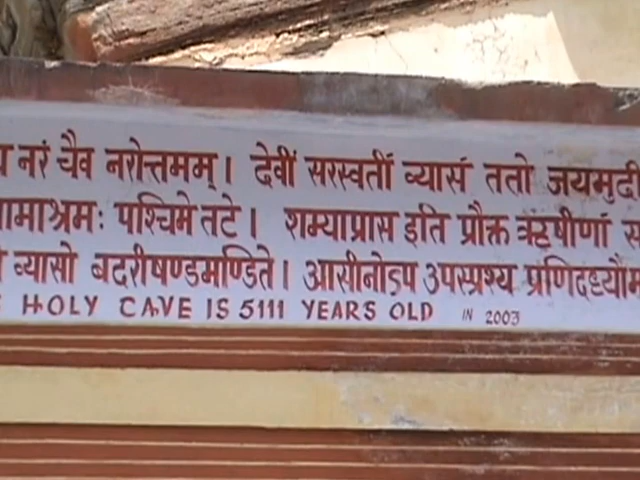 य नरं चैव नरोत्तमम्। देवीं सरस्वतीं व्यासं ततो जयमुदी
ामाश्रमः पश्चिमे तटे। शम्याप्रास इति प्रौक्त ऋषीणां स
व्यासो बदरीषण्डमण्डिते। आसीनोऽप उपस्पृश्य प्रणिदध्यौ
HOLY CAVE IS 5111 YEARS OLD IN 2003